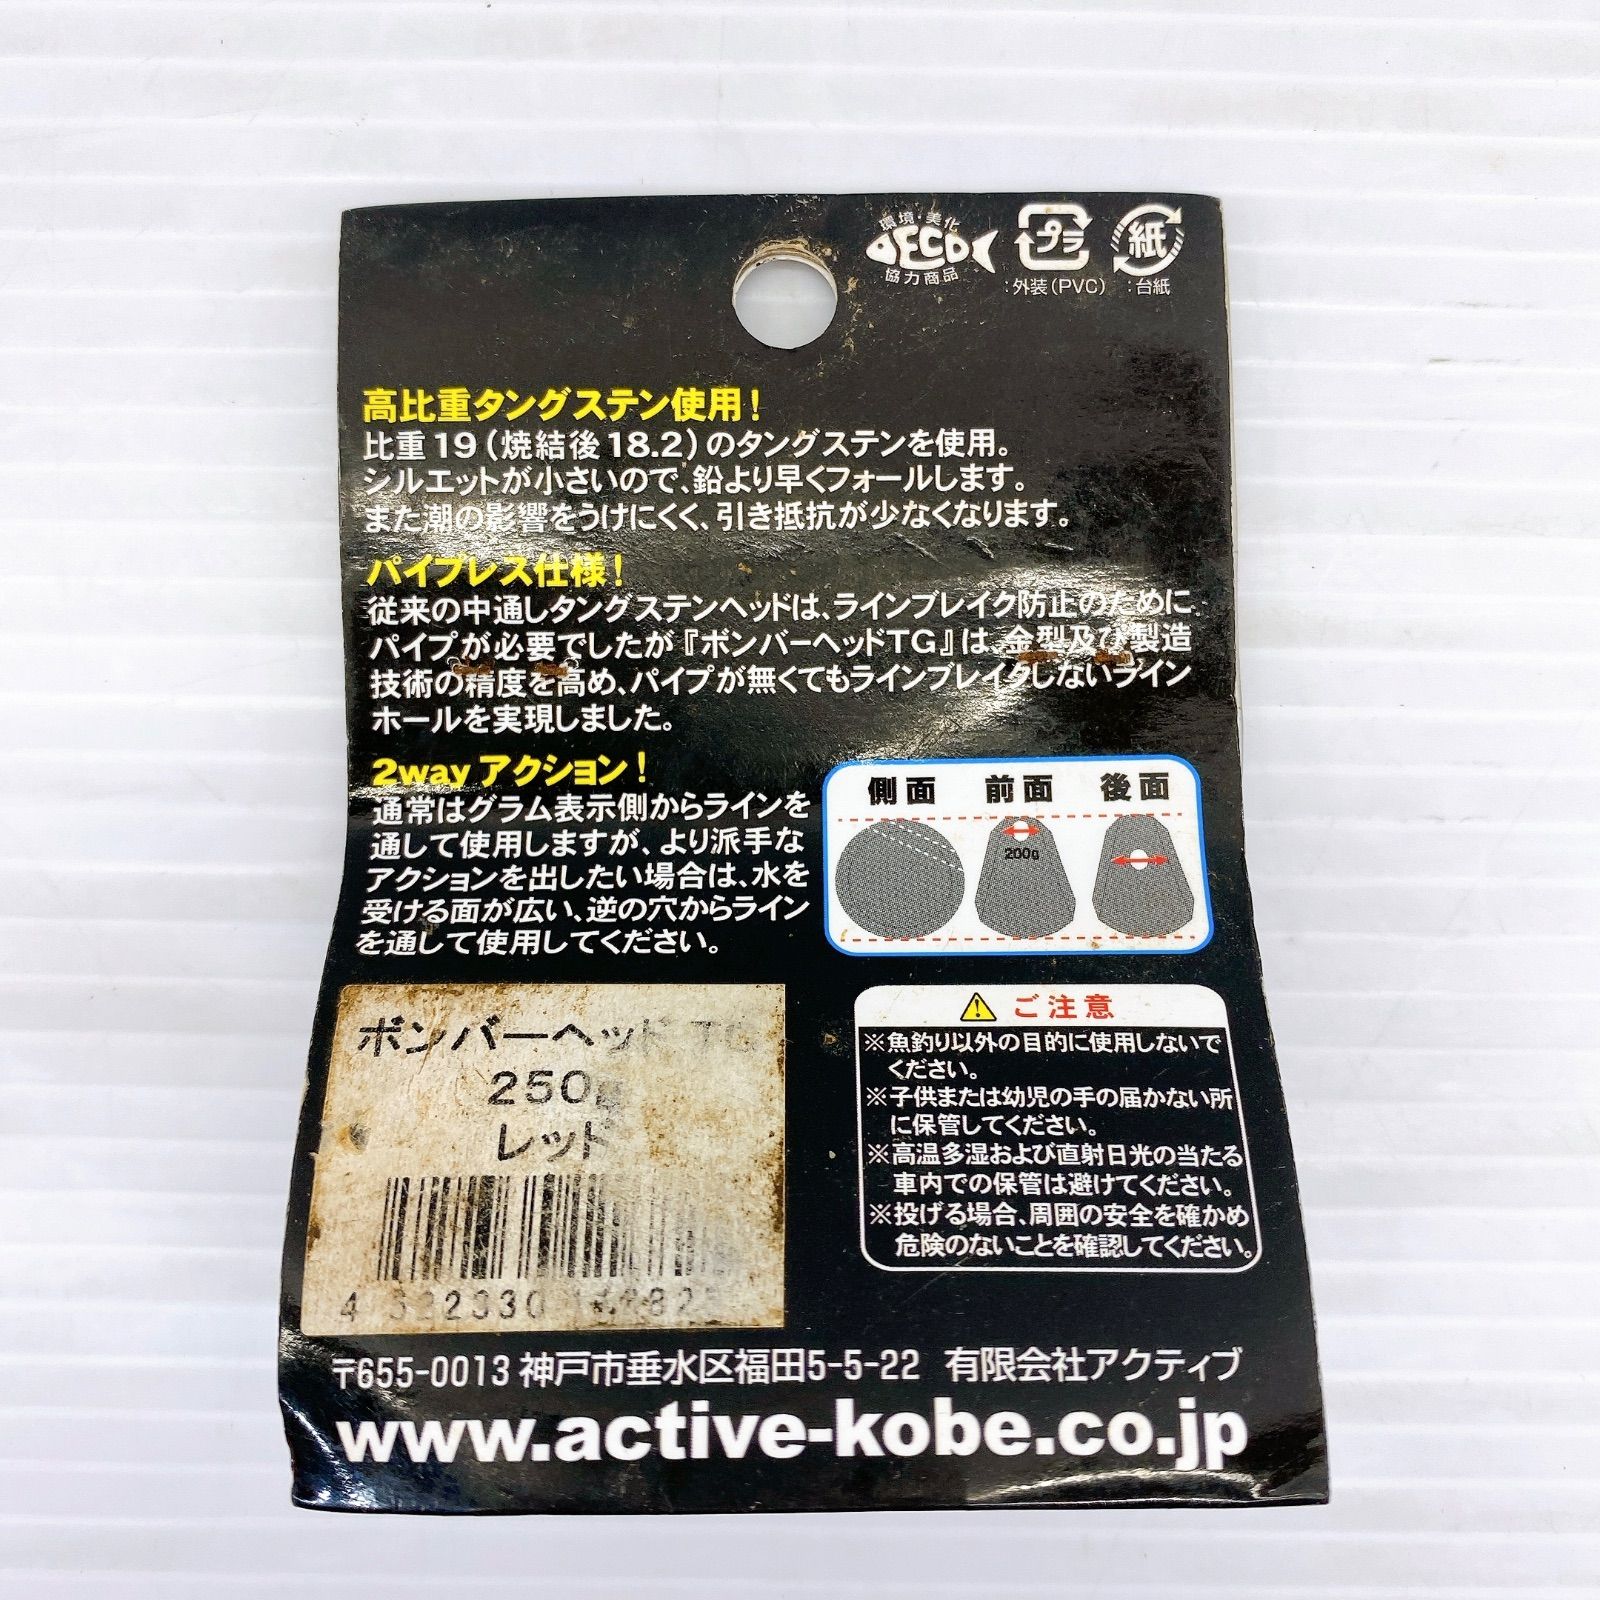 環境・美化
ECO
協力商品
プラ
:外装(PVC)
紙
:台紙
高比重タングステン使用!
比重19(焼結後18.2)のタングステンを使用。
シルエットが小さいので、鉛より早くフォールします。
また潮の影響をうけにくく、引き抵抗が少なくなります。
パイプレス仕様!
従来の中通しタングステンヘッドは、ラインブレイク防止のために
パイプが必要でしたが『ボンバーヘッドTG』は、金型及び製造
技術の精度を高め、パイプが無くてもラインブレイクしないライン
ホールを実現しました。
2wayアクション!
通常はグラム表示側からラインを
通して使用しますが、より派手な
アクションを出したい場合は、水を
受ける面が広い、逆の穴からライン
を通して使用してください。
側面 前面 後面
200g
ボンバーヘッド TG
250g
レッド
ご注意
※魚釣り以外の目的に使用しないで
ください。
※子供または幼児の手の届かない所
に保管してください。
※高温多湿および直射日光の当たる
車内での保管は避けてください。
※投げる場合、周囲の安全を確かめ
危険のないことを確認してください。
〒655-0013 神戸市垂水区福田5-5-22 有限会社アクティブ
www.active-kobe.co.jp